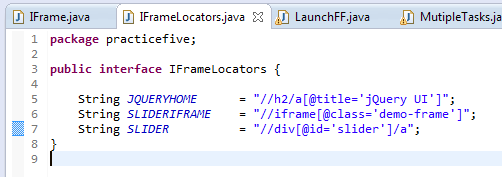 IFrame.java IFrameLocators.java LaunchFF.java MutipleTasks.ja
1 package practicefive;
2
3 public interface IFrameLocators {
4
5 String JQUERYHOME = "//h2/a[@title='jQuery UI']";
6 String SLIDERIFRAME = "//iframe[@class='demo-frame']";
7 String SLIDER = "//div[@id='slider']/a";
8 }
9